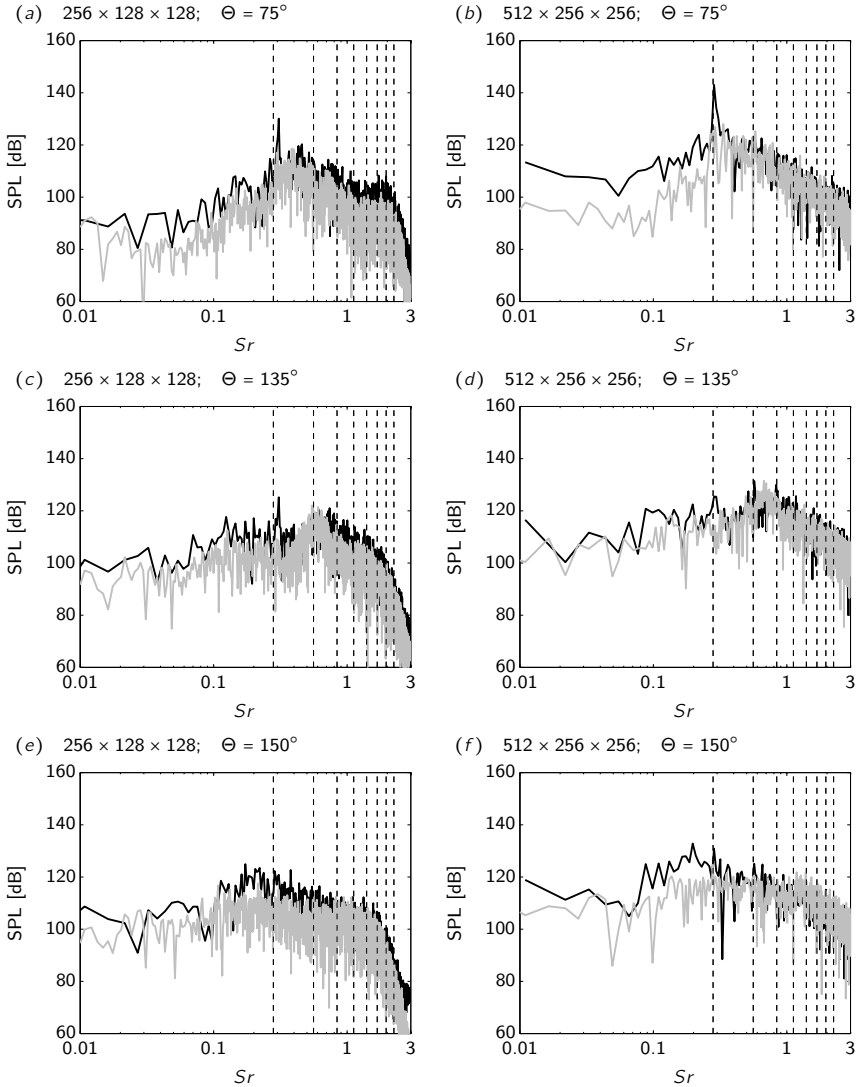 (a) 256 × 128 × 128; Θ = 75°
160
140
120
100
80
60
SPL [dB]
0.01 0.1 1 3
Sr
(b) 512 × 256 × 256; Θ = 75°
160
140
120
100
80
60
SPL [dB]
0.01 0.1 1 3
Sr
(c) 256 × 128 × 128; Θ = 135°
160
140
120
100
80
60
SPL [dB]
0.01 0.1 1 3
Sr
(d) 512 × 256 × 256; Θ = 135°
160
140
120
100
80
60
SPL [dB]
0.01 0.1 1 3
Sr
(e) 256 × 128 × 128; Θ = 150°
160
140
120
100
80
60
SPL [dB]
0.01 0.1 1 3
Sr
(f) 512 × 256 × 256; Θ = 150°
160
140
120
100
80
60
SPL [dB]
0.01 0.1 1 3
Sr